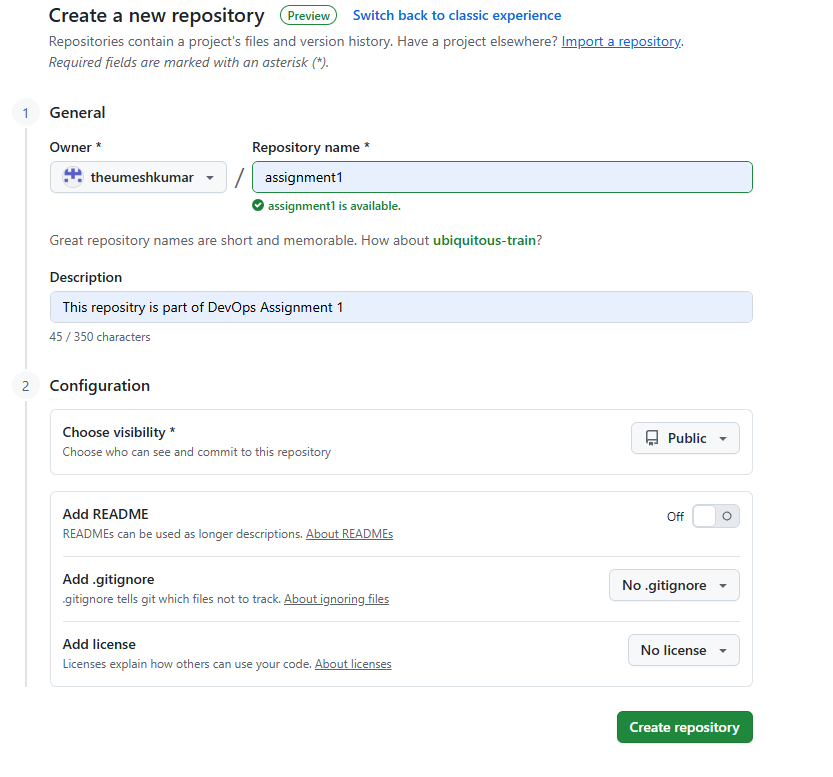 Create a new repository Preview Switch back to classic experience
Repositories contain a project's files and version history. Have a project elsewhere? Import a repository.
Required fields are marked with an asterisk (*).
1 General
Owner * Repository name *
theumeshkumar / assignment1
assignment1 is available.
Great repository names are short and memorable. How about ubiquitous-train?
Description
This repositry is part of DevOps Assignment 1
45 / 350 characters
2 Configuration
Choose visibility * Public
Choose who can see and commit to this repository
Add README Off
READMEs can be used as longer descriptions. About READMEs
Add .gitignore No .gitignore
.gitignore tells git which files not to track. About ignoring files
Add license No license
Licenses explain how others can use your code. About licenses
Create repository